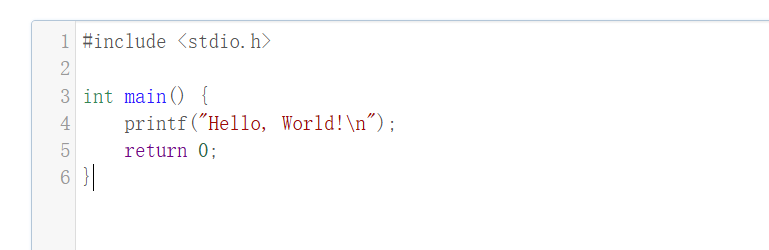 1 #include <stdio.h>
2
3 int main() {
4     printf("Hello, World!\n");
5     return 0;
6 }